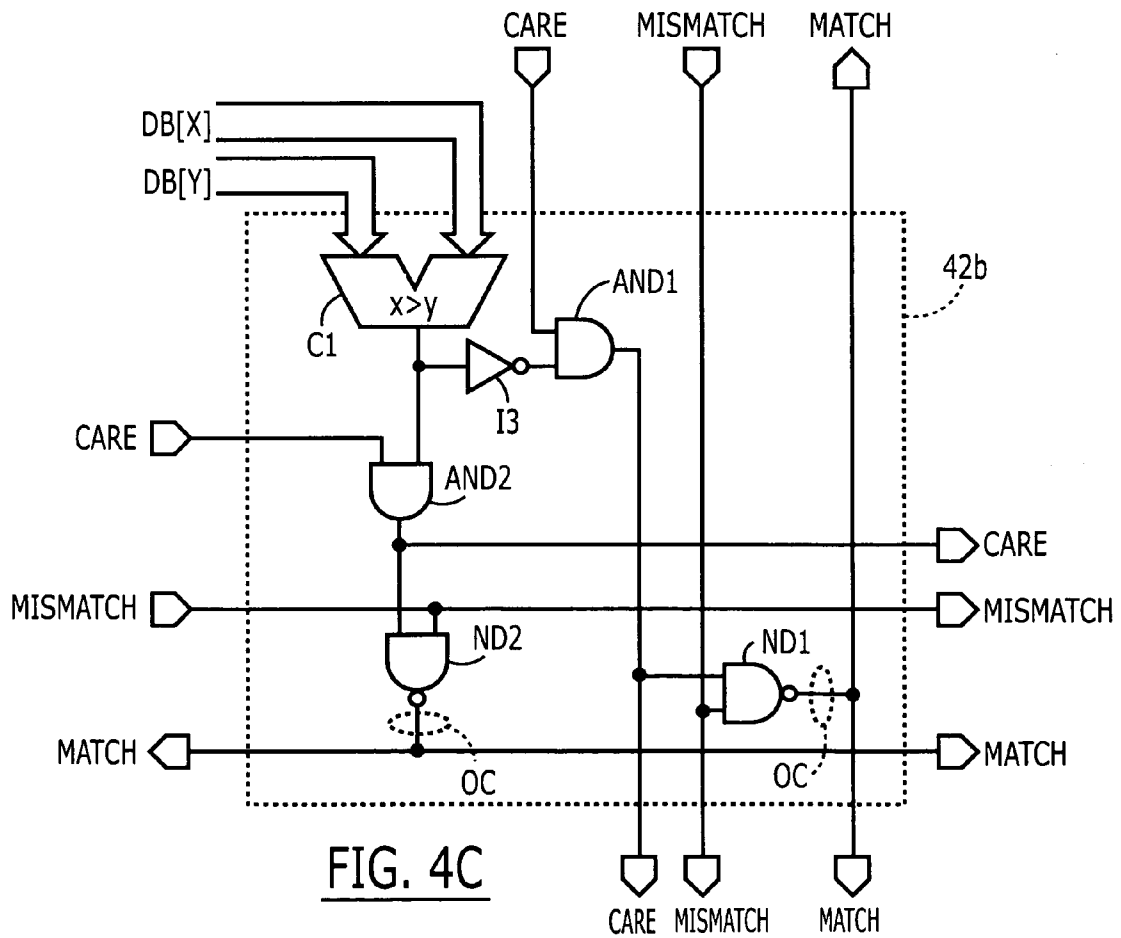 CARE MISMATCH MATCH
DB[X]
DB[Y]
42b
AND1
x>y
C1
I3
CARE
AND2
CARE
MISMATCH
MISMATCH
ND2
ND1
MATCH
MATCH
OC
OC
FIG. 4C
CARE MISMATCH MATCH